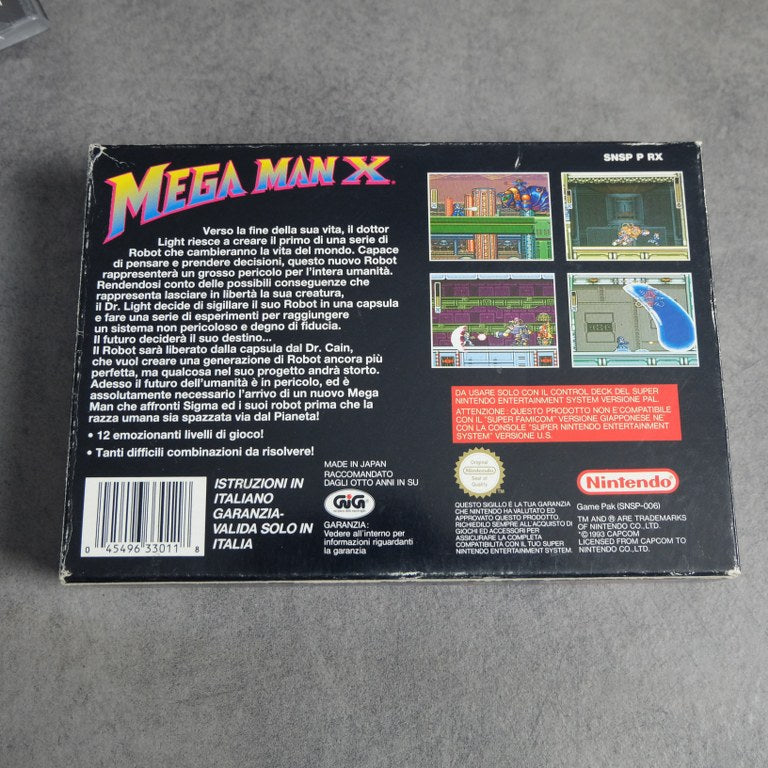 MEGA MAN X
SNSP P RX
Verso la fine della sua vita, il dottor
Light riesce a creare il primo di una serie di
Robot che cambieranno la vita del mondo. Capace
di pensare e prendere decisioni, questo nuovo Robot
rappresenterà un grosso pericolo per l'intera umanità.
Rendendosi conto delle possibili conseguenze che
rappresenta lasciare in libertà la sua creatura,
il Dr. Light decide di sigillare il suo Robot in una capsula
e fare una serie di esperimenti per raggiungere
un sistema non pericoloso e degno di fiducia.
Il futuro deciderà il suo destino...
Il Robot sarà liberato dalla capsula dal Dr. Cain,
che vuol creare una generazione di Robot ancora più
perfetta, ma qualcosa nel suo progetto andrà storto.
Adesso il futuro dell'umanità è in pericolo, ed è
assolutamente necessario l'arrivo di un nuovo Mega
Man che affronti Sigma ed i suoi robot prima che la
razza umana sia spazzata via dal Pianeta!
• 12 emozionanti livelli di gioco!
• Tanti difficili combinazioni da risolvere!
DA USARE SOLO CON IL CONTROL DECK DEL SUPER
NINTENDO ENTERTAINMENT SYSTEM VERSIONE PAL.
ATTENZIONE: QUESTO PRODOTTO NON E'COMPATIBILE
CON IL "SUPER FAMICOM" VERSIONE GIAPPONESE NE
CON LA CONSOLE "SUPER NINTENDO ENTERTAINMENT
SYSTEM" VERSIONE U.S.
0 45496 33011 8
ISTRUZIONI IN
ITALIANO
GARANZIA-
VALIDA SOLO IN
ITALIA
MADE IN JAPAN
RACCOMANDATO
DAGLI OTTO ANNI IN SU
GiG
GARANZIA:
Vedere all'interno per
informazioni riguardanti
la garanzia
Original
Nintendo
Seal of
Quality
TM
QUESTO SIGILLO È LA TUA GARANZIA
CHE NINTENDO HA VALUTATO ED
APPROVATO QUESTO PRODOTTO.
RICHIEDILO SEMPRE ALL'ACQUISTO DI
GIOCHI ED ACCESSORI PER
ASSICURARE LA COMPLETA
COMPATIBILITÀ CON IL TUO SUPER
NINTENDO ENTERTAINMENT SYSTEM.
Nintendo
Game Pak (SNSP-006)
TM AND ® ARE TRADEMARKS
OF NINTENDO CO., LTD.
©1993 CAPCOM
LICENSED FROM CAPCOM TO
NINTENDO CO., LTD.